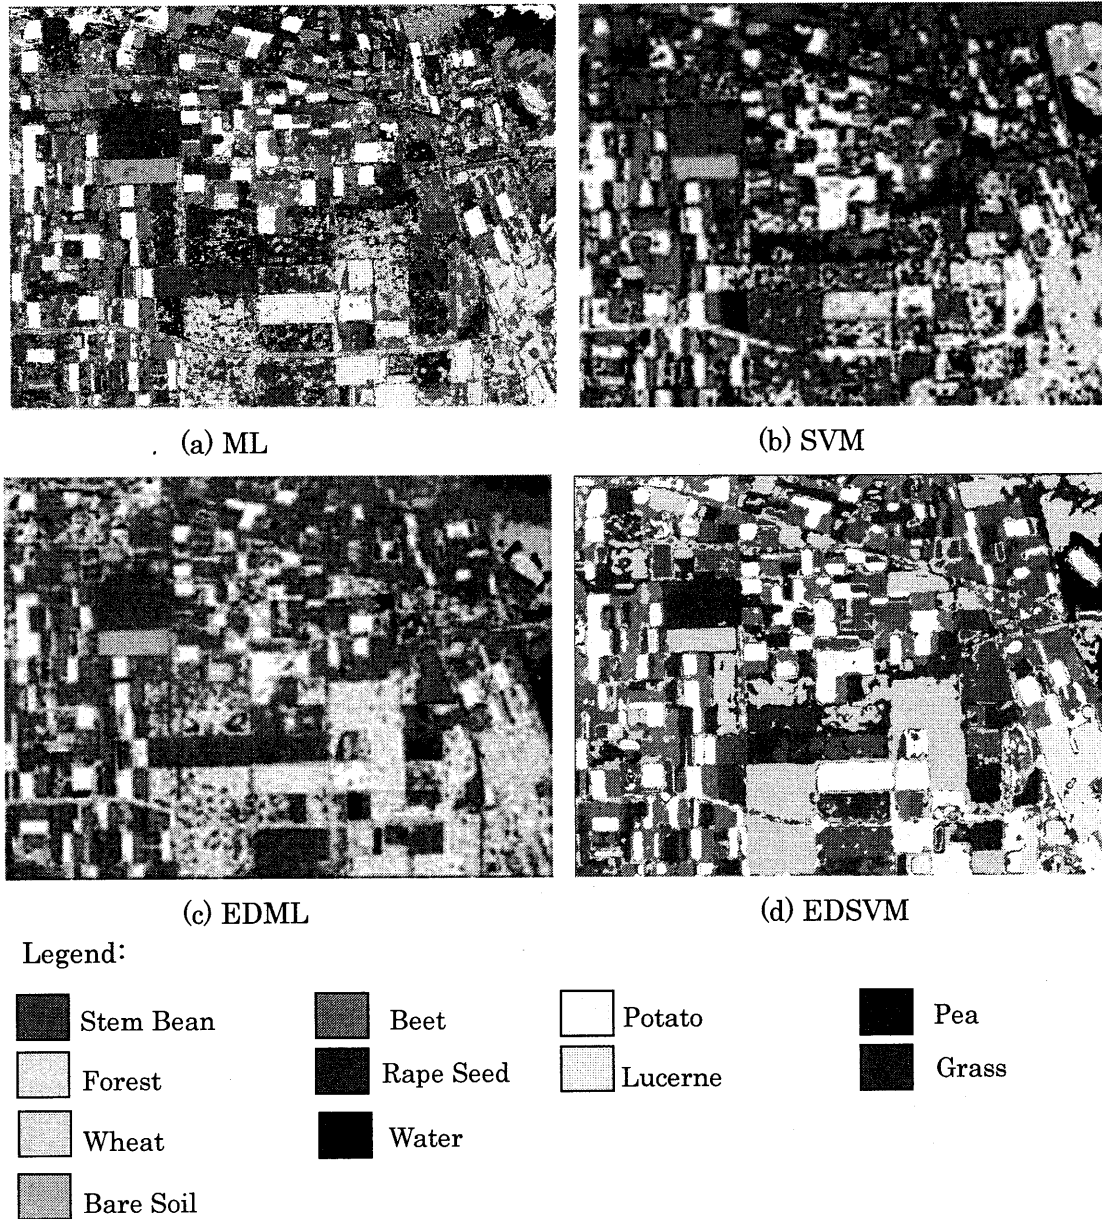 (a) ML
(b) SVM
(c) EDML
(d) EDSVM
Legend:
Stem Bean
Beet
Potato
Pea
Forest
Rape Seed
Lucerne
Grass
Wheat
Water
Bare Soil